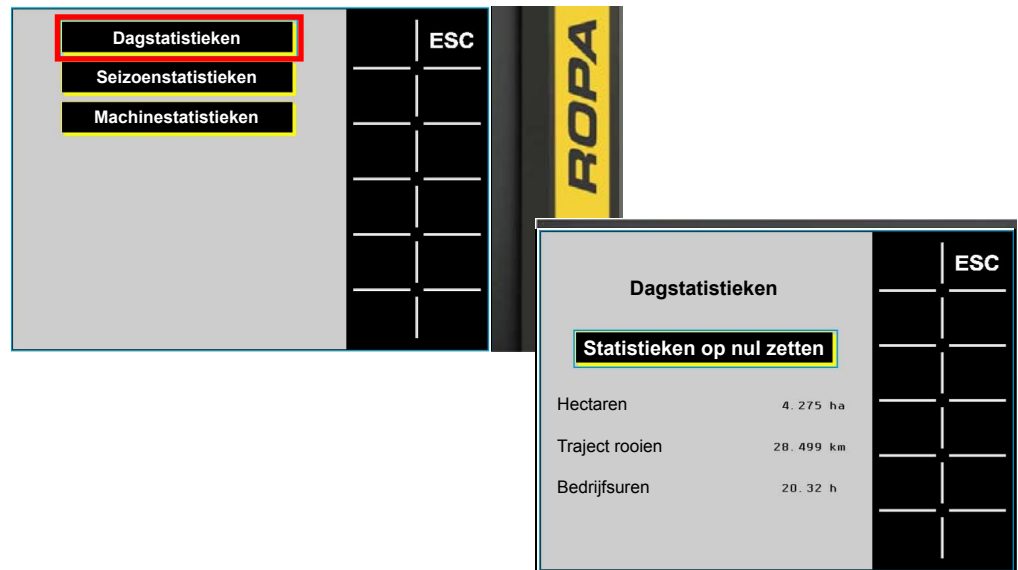 Dagstatistieken
ESC
Seizoenstatistieken
Machinestatistieken
ROPA
ESC
Dagstatistieken
Statistieken op nul zetten
Hectaren 4.275 ha
Traject rooien 28.499 km
Bedrijfsuren 20.32 h